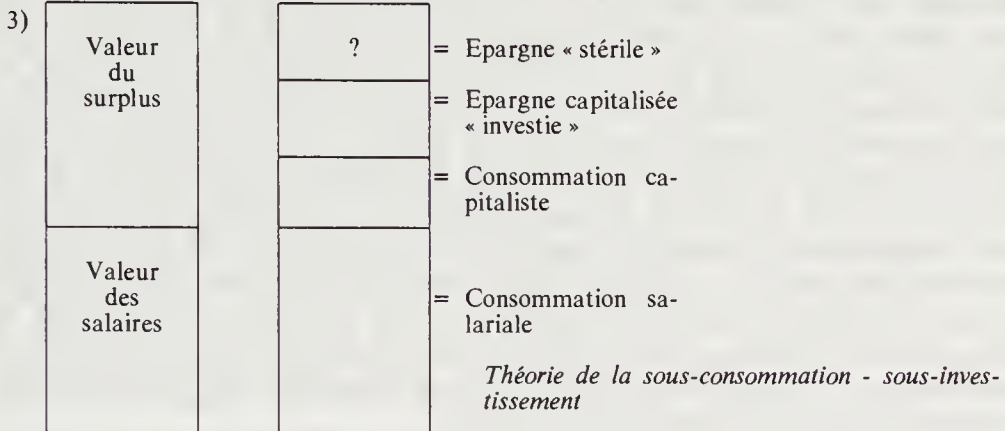 3)
Valeur
du
surplus
?
= Epargne « stérile »
= Epargne capitalisée
« investie »
= Consommation ca-
pitaliste
Valeur
des
salaires
= Consommation sa-
lariale
Théorie de la sous-consommation - sous-inves-
tissement